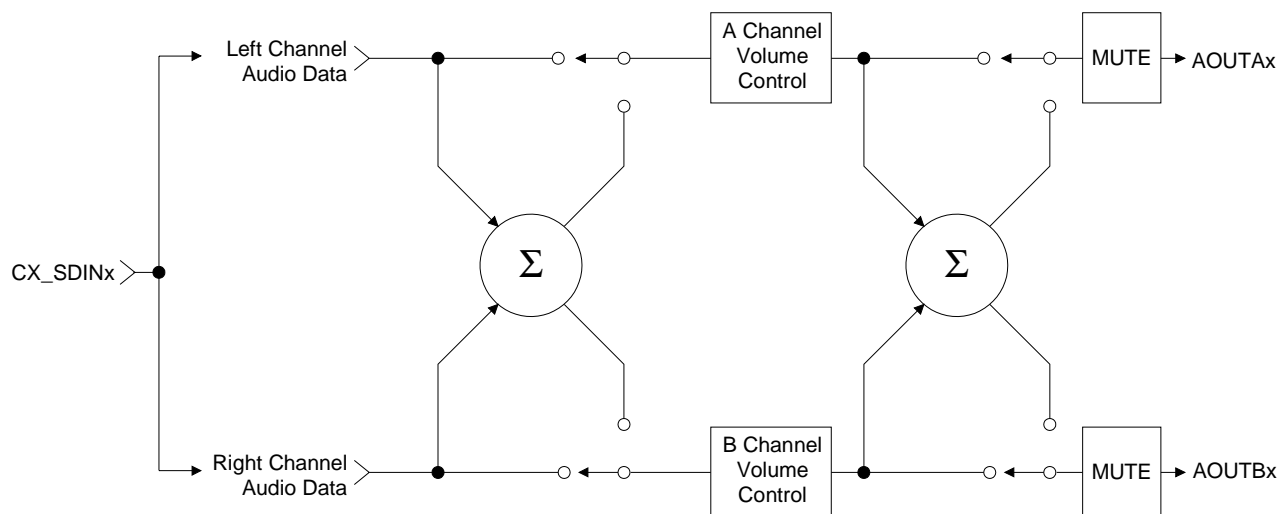 Left Channel
Audio Data
A Channel
Volume
Control
MUTE
AOUTAx
Σ
Σ
CX_SDINx
Right Channel
Audio Data
B Channel
Volume
Control
MUTE
AOUTBx